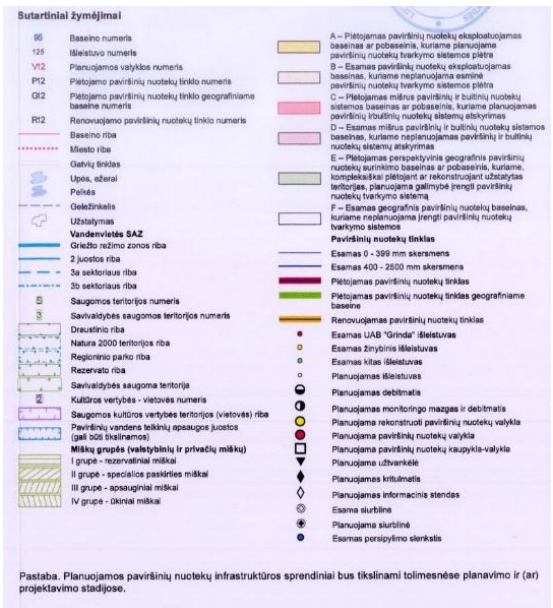 Sutartiniai žymėjimai
95 Baseino numeris
125 Išleistuvo numeris
Vt2 Planuojamos valyklos numeris
Pt2 Plėtojamo paviršinių nuotekų tinklo numeris
Gt2 Plėtojamo paviršinių nuotekų tinklo geografiniame
baseine numeris
Rt2 Renovuojamo paviršinių nuotekų tinklo numeris
Baseino riba
Miesto riba
Gatvių tinklas
Upės, ežerai
Pelkės
Geležinkelis
Užstatymas
Vandenvietės SAZ
Griežto režimo zonos riba
2 juostos riba
3a sektoriaus riba
3b sektoriaus riba
5 Saugomos teritorijos numeris
3 Savivaldybės saugomos teritorijos numeris
Draustinio riba
Natura 2000 teritorijos riba
Regioninio parko riba
Rezervato riba
Savivaldybės saugoma teritorija
2 Kultūros vertybės - vietovės numeris
Saugomos kultūros vertybės teritorijos (vietovės) riba
Paviršinių vandens telkinių apsaugos juostos
(gali būti tikslinamos)
Miškų grupės (valstybinių ir privačių miškų)
I grupė - rezervatiniai miškai
II grupė - specialios paskirties miškai
III grupė - apsauginiai miškai
IV grupė - ūkiniai miškai
A – Plėtojamas paviršinių nuotekų eksploatuojamas
baseinas ar pobaseinis, kuriame planuojama
paviršinių nuotekų tvarkymo sistemos plėtra
B – Esamas paviršinių nuotekų eksploatuojamas
baseinas, kuriame neplanuojama esminė
paviršinių nuotekų tvarkymo sistemos plėtra
C – Plėtojamas mišrus paviršinių ir buitinių nuotekų
sistemos baseinas ar pobaseinis, kuriame planuojamas
paviršinių irbuitinių nuotekų sistemų atskyrimas
D – Esamas mišrus paviršinių ir buitinių nuotekų sistemos
baseinas, kuriame neplanuojamas paviršinių ir buitinių
nuotekų sistemų atskyrimas
E – Plėtojamas perspektyvinis geografinis paviršinių
nuotekų surinkimo baseinas ar pobaseinis, kuriame,
kompleksiškai plėtojant ar rekonstruojant užstatytas
teritorijas, planuojama galimybė įrengti paviršinių
nuotekų tvarkymo sistemą
F – Esamas geografinis paviršinių nuotekų baseinas,
kuriame neplanuojama įrengti paviršinių nuotekų
tvarkymo sistemos
Paviršinių nuotekų tinklas
Esamas 0 - 399 mm skersmens
Esamas 400 - 2500 mm skersmens
Plėtojamas paviršinių nuotekų tinklas
Plėtojamas paviršinių nuotekų tinklas geografiniame
baseine
Renovuojamas paviršinių nuotekų tinklas
Esamas UAB "Grinda" išleistuvas
Esamas žinybinis išleistuvas
Esamas kitas išleistuvas
Planuojamas išleistuvas
Planuojamas debitmatis
Planuojamas monitoringo mazgas ir debitmatis
Planuojama rekonstruoti paviršinių nuotekų valykla
Planuojama paviršinių nuotekų valykla
Planuojama paviršinių nuotekų kaupykla-valykla
Planuojama užtvankėlė
Planuojamas kritulmatis
Planuojamas informacinis stendas
Esama siurblinė
Planuojama siurblinė
Esamas persipylimo slenkstis
Pastaba. Planuojamos paviršinių nuotekų infrastruktūros sprendiniai bus tikslinami tolimesnėse planavimo ir (ar)
projektavimo stadijose.